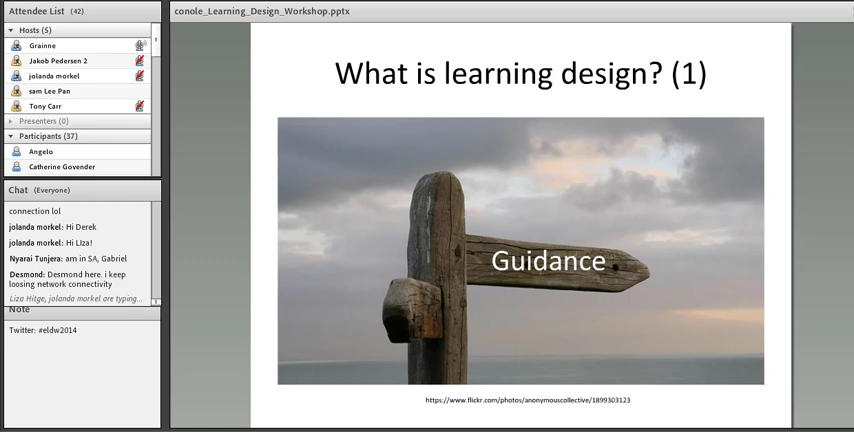 Attendee List (42)
Hosts (5)
Grainne
Jakob Pedersen 2
jolanda morkel
sam Lee Pan
Tony Carr
Presenters (0)
Participants (37)
Angelo
Catherine Govender
Chat (Everyone)
connection lol
jolanda morkel: Hi Derek
jolanda morkel: Hi LIza!
Nyarai Tunjera: am in SA, Gabriel
Desmond: Desmond here. i keep
loosing network connectivity
Liza Hitge, jolanda morkel are typing...
Note
Twitter: #eldw2014
conole_Learning_Design_Workshop.pptx
What is learning design? (1)
Guidance
https://www.flickr.com/photos/anonymouscollective/1899303123